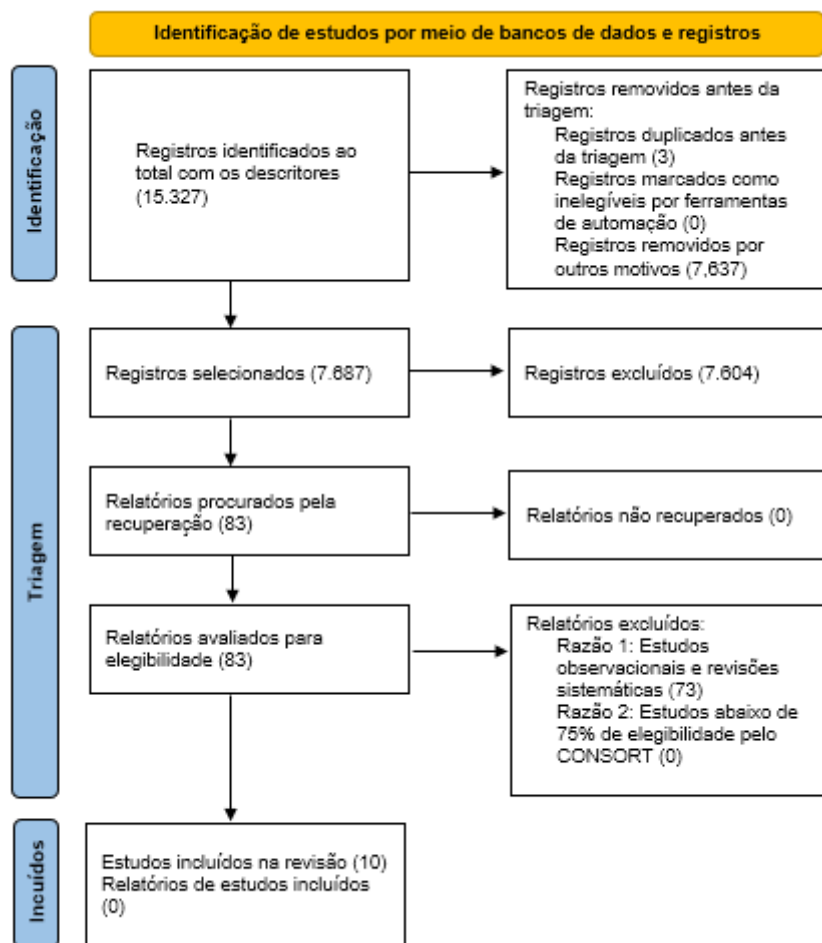 Identificação de estudos por meio de bancos de dados e registros
Identificação
Registros identificados ao
total com os descritores
(15.327)
Registros removidos antes da
triagem:
Registros duplicados antes
da triagem (3)
Registros marcados como
inelegíveis por ferramentas
de automação (0)
Registros removidos por
outros motivos (7,637)
Triagem
Registros selecionados (7.687)
Registros excluídos (7.604)
Relatórios procurados pela
recuperação (83)
Relatórios não recuperados (0)
Relatórios avaliados para
elegibilidade (83)
Relatórios excluídos:
Razão 1: Estudos
observacionais e revisões
sistemáticas (73)
Razão 2: Estudos abaixo de
75% de elegibilidade pelo
CONSORT (0)
Incuídos
Estudos incluídos na revisão (10)
Relatórios de estudos incluídos
(0)